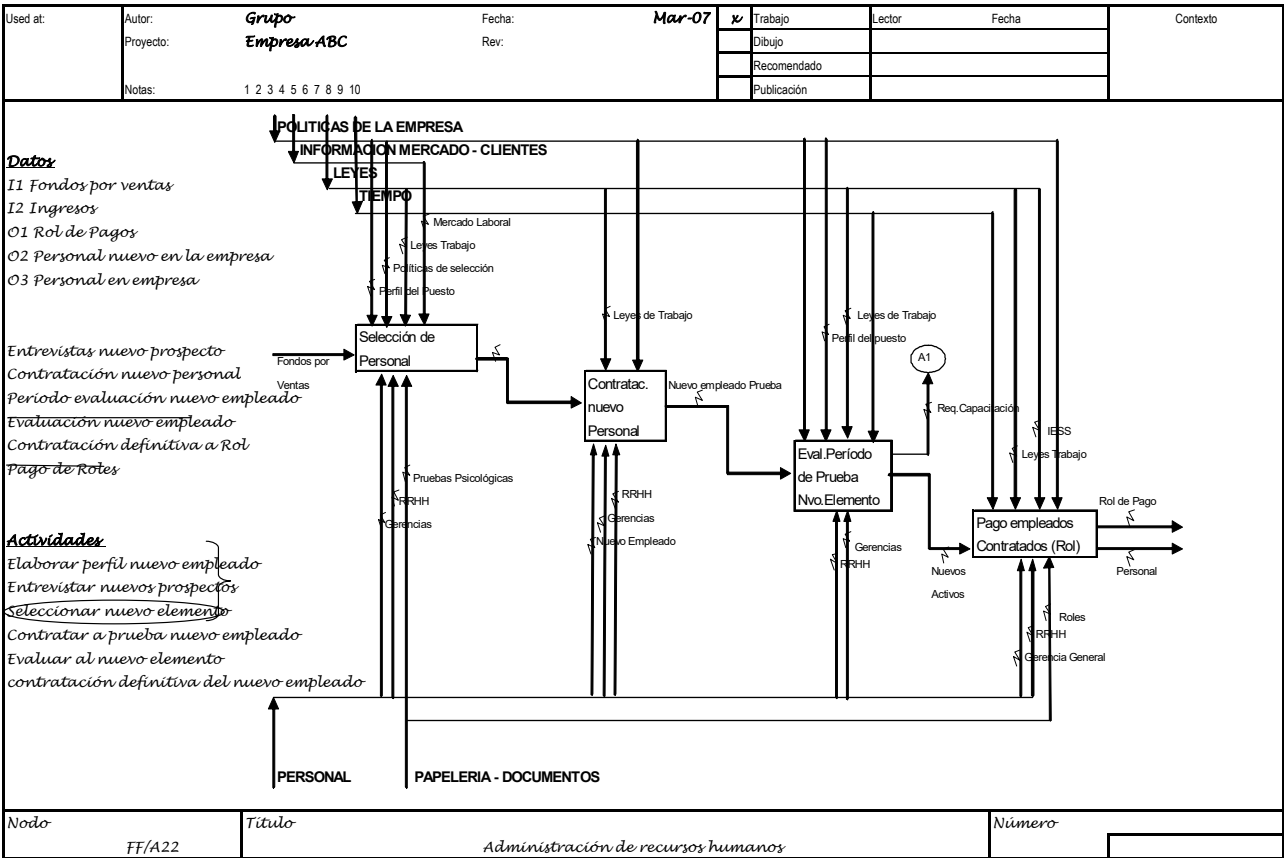 Used at:
Autor: Grupo
Fecha: Mar-07
x Trabajo
Lector
Fecha
Contexto
Proyecto: Empresa ABC
Rev:
Dibujo
Recomendado
Notas: 1 2 3 4 5 6 7 8 9 10
Publicación
POLITICAS DE LA EMPRESA
INFORMACION MERCADO - CLIENTES
LEYES
TIEMPO
Datos
I1 Fondos por ventas
I2 Ingresos
O1 Rol de Pagos
O2 Personal nuevo en la empresa
O3 Personal en empresa
Entrevistas nuevo prospecto
Contratación nuevo personal
Período evaluación nuevo empleado
Evaluación nuevo empleado
Contratación definitiva a Rol
Pago de Roles
Actividades
Elaborar perfil nuevo empleado
Entrevistar nuevos prospectos
Seleccionar nuevo elemento
Contratar a prueba nuevo empleado
Evaluar al nuevo elemento
contratación definitiva del nuevo empleado
Mercado Laboral
Leyes Trabajo
Políticas de selección
Perfil del Puesto
Selección de
Personal
Fondos por
Ventas
Pruebas Psicológicas
RRHH
Gerencias
Leyes de Trabajo
Contratac.
nuevo
Personal
Nuevo empleado Prueba
RRHH
Gerencias
Nuevo Empleado
Leyes de Trabajo
Perfil del puesto
A1
Req.Capacitación
Eval.Período
de Prueba
Nvo.Elemento
Gerencias
RRHH
Nuevos
Activos
IESS
Leyes Trabajo
Pago empleados
Contratados (Rol)
Rol de Pago
Personal
Roles
RRHH
Gerencia General
PERSONAL
PAPELERIA - DOCUMENTOS
Nodo
FF/A22
Título
Administración de recursos humanos
Número